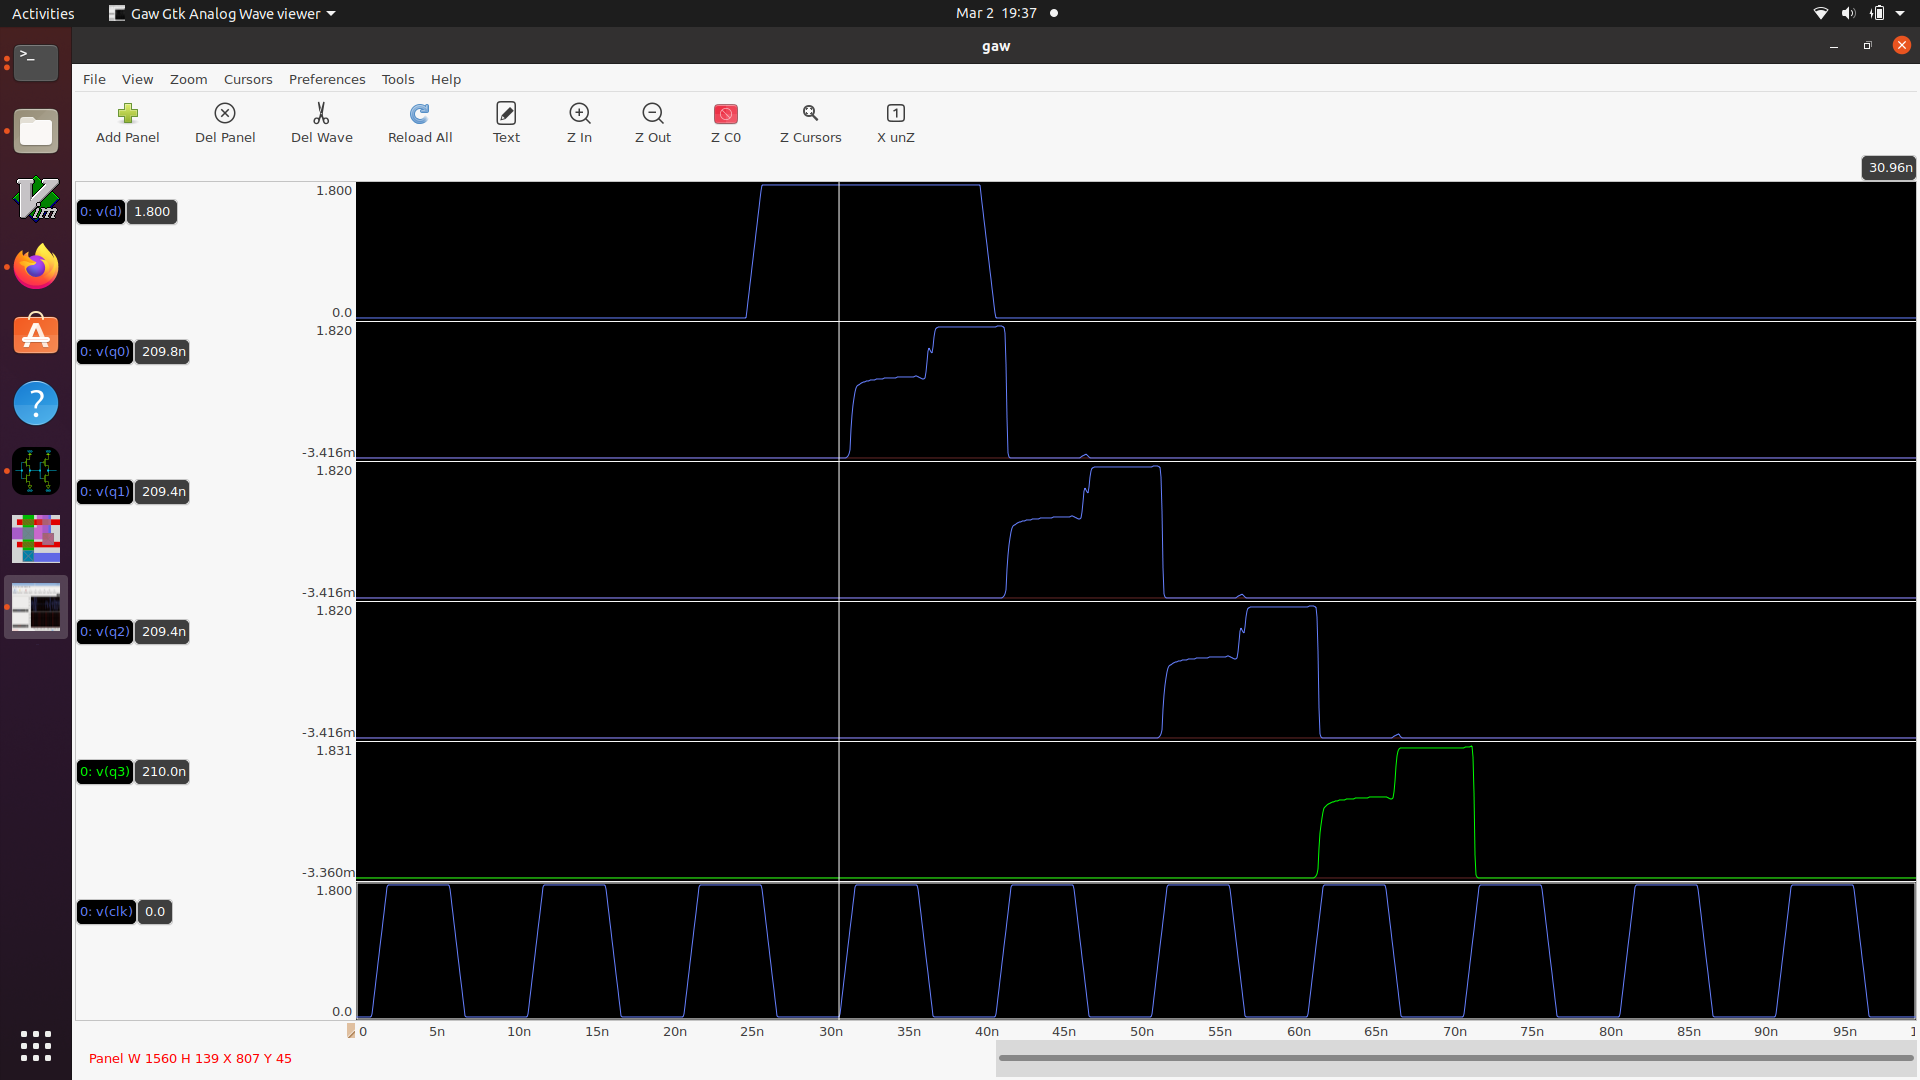 Activities Gaw Gtk Analog Wave viewer Mar 2 19:37
gaw
File View Zoom Cursors Preferences Tools Help
Add Panel Del Panel Del Wave Reload All Text Z In Z Out Z C0 Z Cursors 1 X unZ
30.96n
1.800
0: v(d) 1.800
0.0
1.820
0: v(q0) 209.8n
-3.416m
1.820
0: v(q1) 209.4n
-3.416m
1.820
0: v(q2) 209.4n
-3.416m
1.831
0: v(q3) 210.0n
-3.360m
1.800
0: v(clk) 0.0
0.0
0 5n 10n 15n 20n 25n 30n 35n 40n 45n 50n 55n 60n 65n 70n 75n 80n 85n 90n 95n
Panel W 1560 H 139 X 807 Y 45